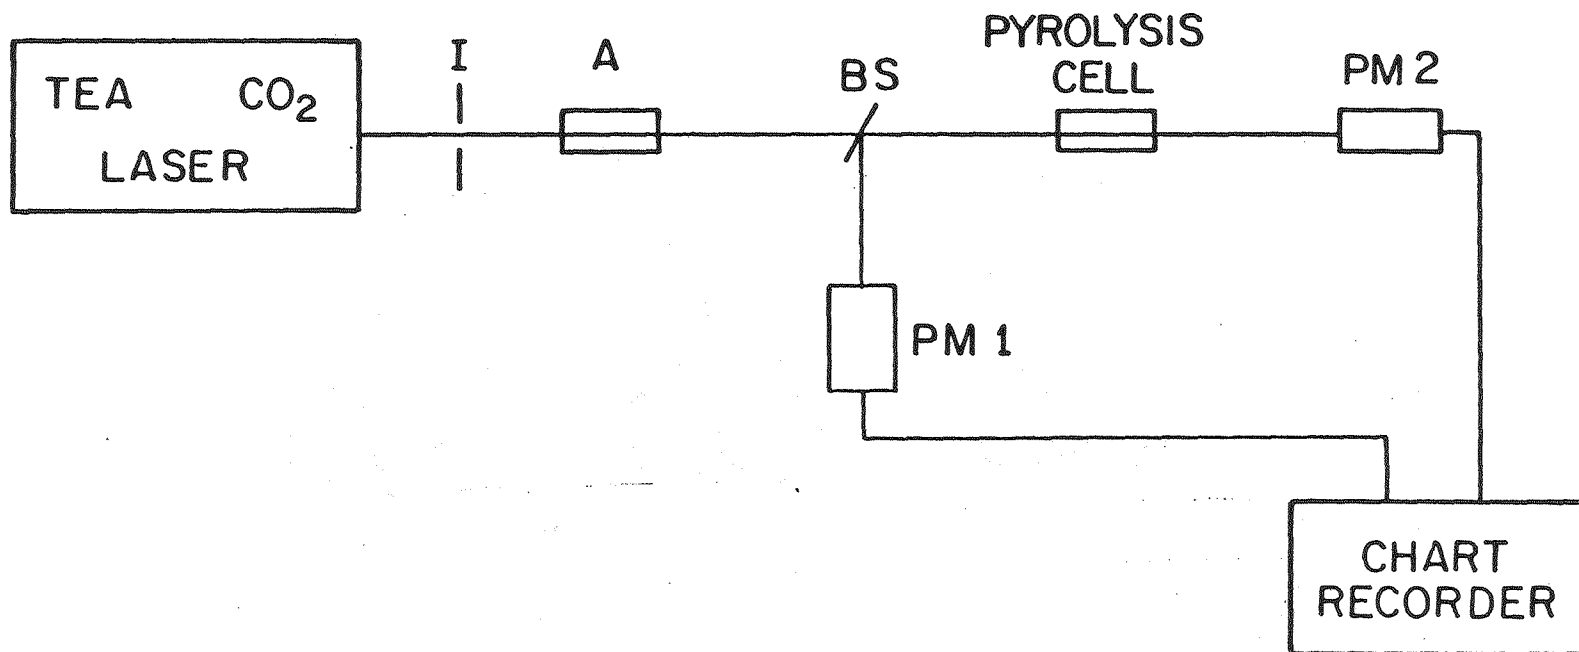 TEA CO₂
LASER
I
A
BS
PYROLYSIS
CELL
PM 2
PM 1
CHART
RECORDER